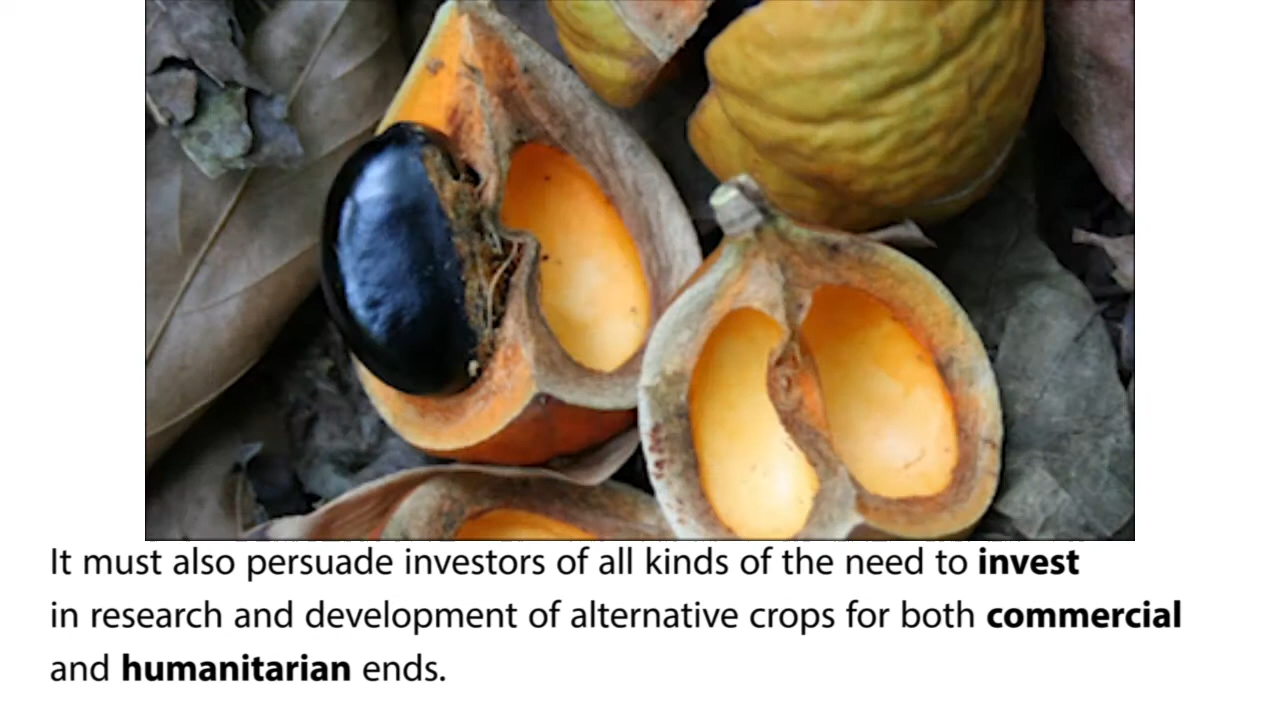 It must also persuade investors of all kinds of the need to invest
in research and development of alternative crops for both commercial
and humanitarian ends.